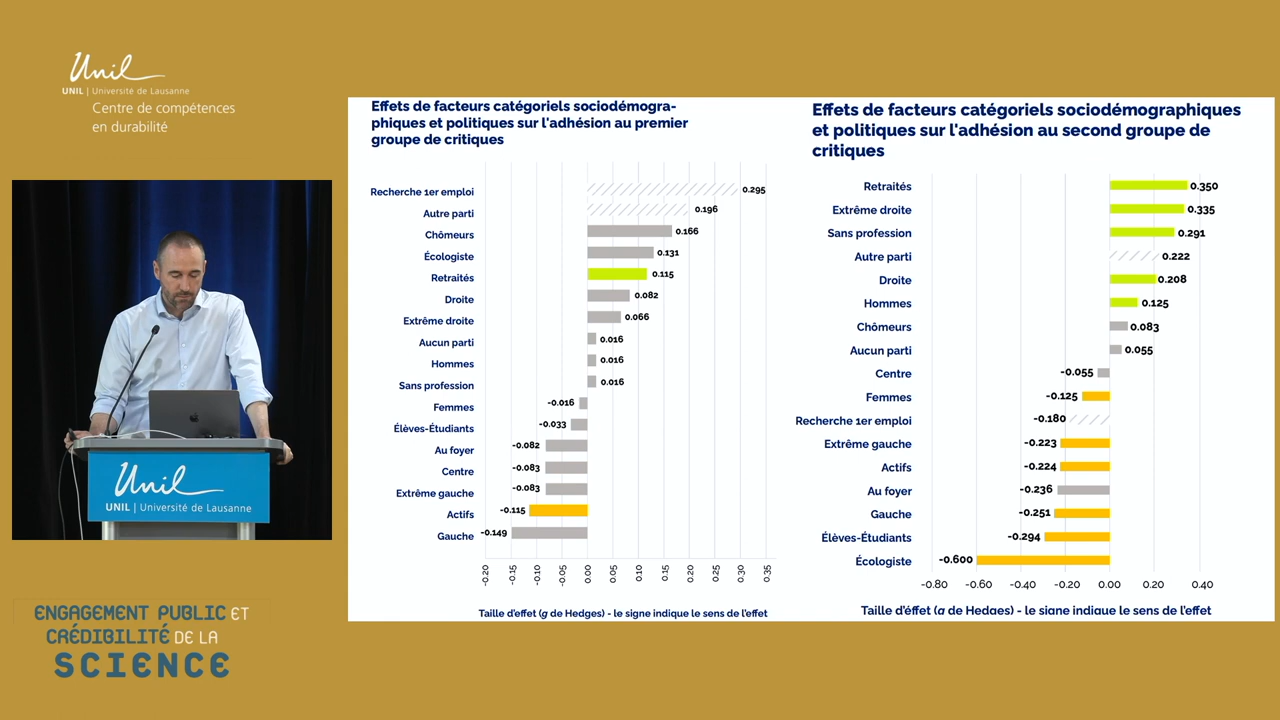 Unil
UNIL | Université de Lausanne
Centre de compétences
en durabilité
Unil
UNIL | Université de Lausanne
ENGAGEMENT PUBLIC ET
CRÉDIBILITÉ DE LA
SCIENCE
Effets de facteurs catégoriels sociodémogra-
phiques et politiques sur l'adhésion au premier
groupe de critiques
Recherche 1er emploi 0.295
Autre parti 0.196
Chômeurs 0.166
Écologiste 0.131
Retraités 0.115
Droite 0.082
Extrême droite 0.066
Aucun parti 0.016
Hommes 0.016
Sans profession 0.016
Femmes -0.016
Élèves-Étudiants -0.033
Au foyer -0.082
Centre -0.083
Extrême gauche -0.083
Actifs -0.115
Gauche -0.149
-0.20 -0.15 -0.10 -0.05 0.00 0.05 0.10 0.15 0.20 0.25 0.30 0.35
Taille d'effet (g de Hedges) - le signe indique le sens de l'effet
Effets de facteurs catégoriels sociodémographiques
et politiques sur l'adhésion au second groupe de
critiques
Retraités 0.350
Extrême droite 0.335
Sans profession 0.291
Autre parti 0.222
Droite 0.208
Hommes 0.125
Chômeurs 0.083
Aucun parti 0.055
Centre -0.055
Femmes -0.125
Recherche 1er emploi -0.180
Extrême gauche -0.223
Actifs -0.224
Au foyer -0.236
Gauche -0.251
Élèves-Étudiants -0.294
Écologiste -0.600
-0.80 -0.60 -0.40 -0.20 0.00 0.20 0.40
Taille d'éffet (g de Hedges) - le signe indique le sens de l'effet